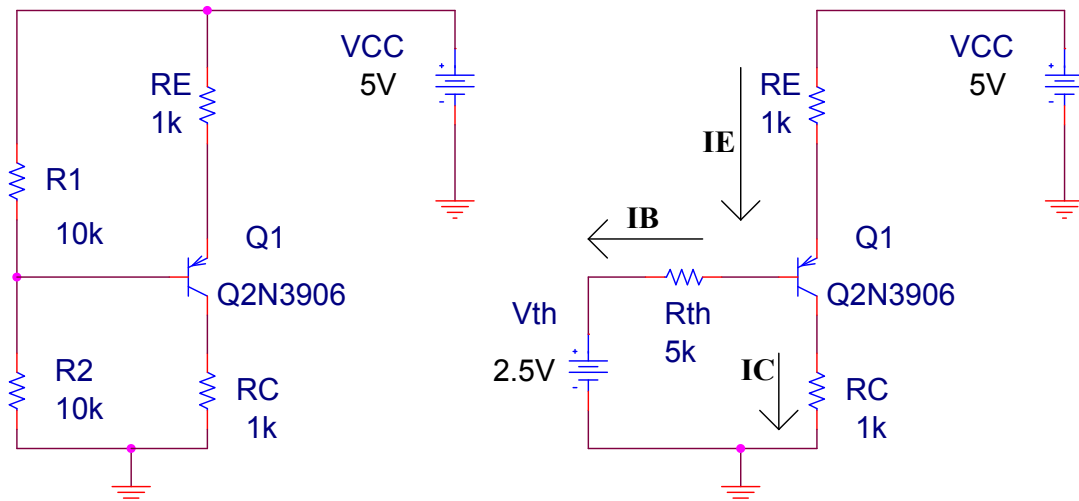 VCC
5V
RE
1k
R1
10k
Q1
Q2N3906
R2
10k
RC
1k
VCC
5V
RE
1k
IE
IB
Q1
Q2N3906
Vth
2.5V
Rth
5k
IC
RC
1k